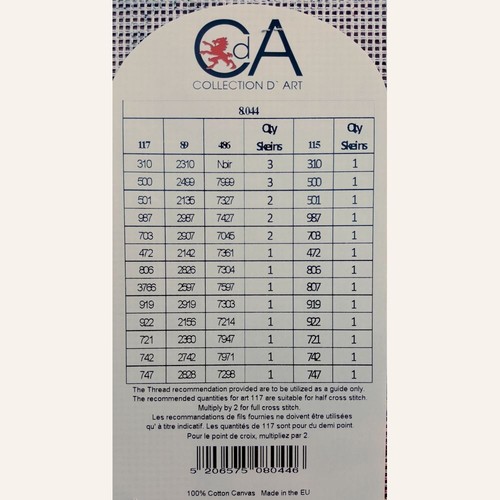 CdA
COLLECTION D' ART
8.044
117 89 486 Qty Skeins 115 Qty Skeins
310 2310 Noir 3 310 1
500 2499 7999 3 500 1
501 2135 7327 2 501 1
987 2987 7427 2 987 1
703 2907 7045 2 703 1
472 2142 7361 1 472 1
806 2826 7304 1 806 1
3766 2597 7597 1 807 1
919 2919 7303 1 919 1
922 2156 7214 1 922 1
721 2360 7947 1 721 1
742 2742 7971 1 742 1
747 2828 7298 1 747 1
The Thread recommendation provided are to be utilized as a guide only.
The recommended quantities for art 117 are suitable for half cross stitch.
Multiply by 2 for full cross stitch.
Les recommandations de fils fournies ne doivent être utilisées
qu' à titre indicatif. Les quantités de 117 sont pour du demi point.
Pour le point de croix, multipliez par 2.
5 206575 080446
100% Cotton Canvas Made in the EU